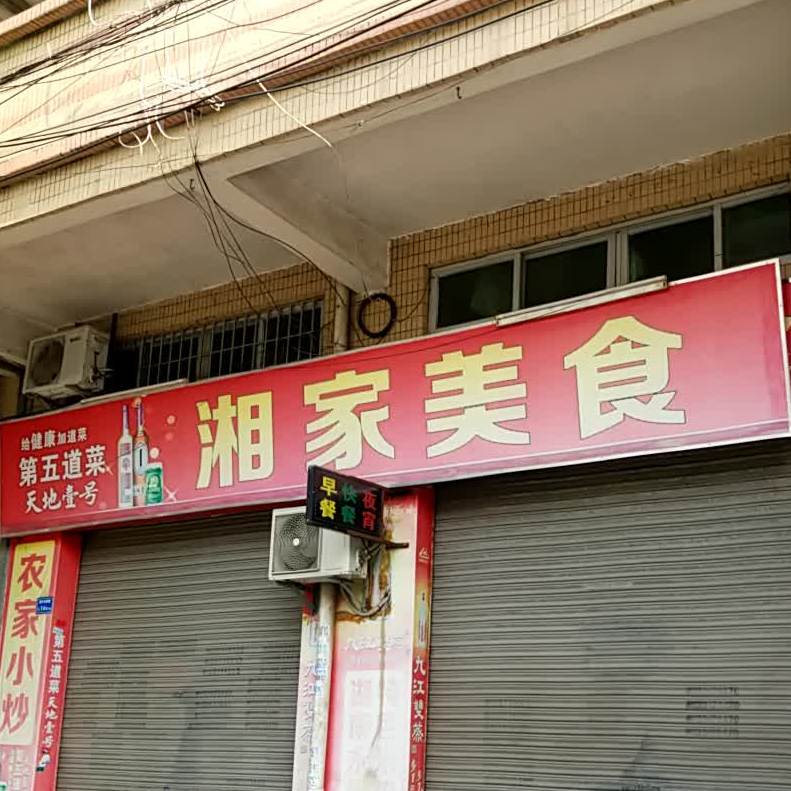 给健康加道菜
第五道菜
天地壹号
湘家美食
早餐
快餐
夜宵
农家小炒
第五道菜 天地壹号
九江雙蒸